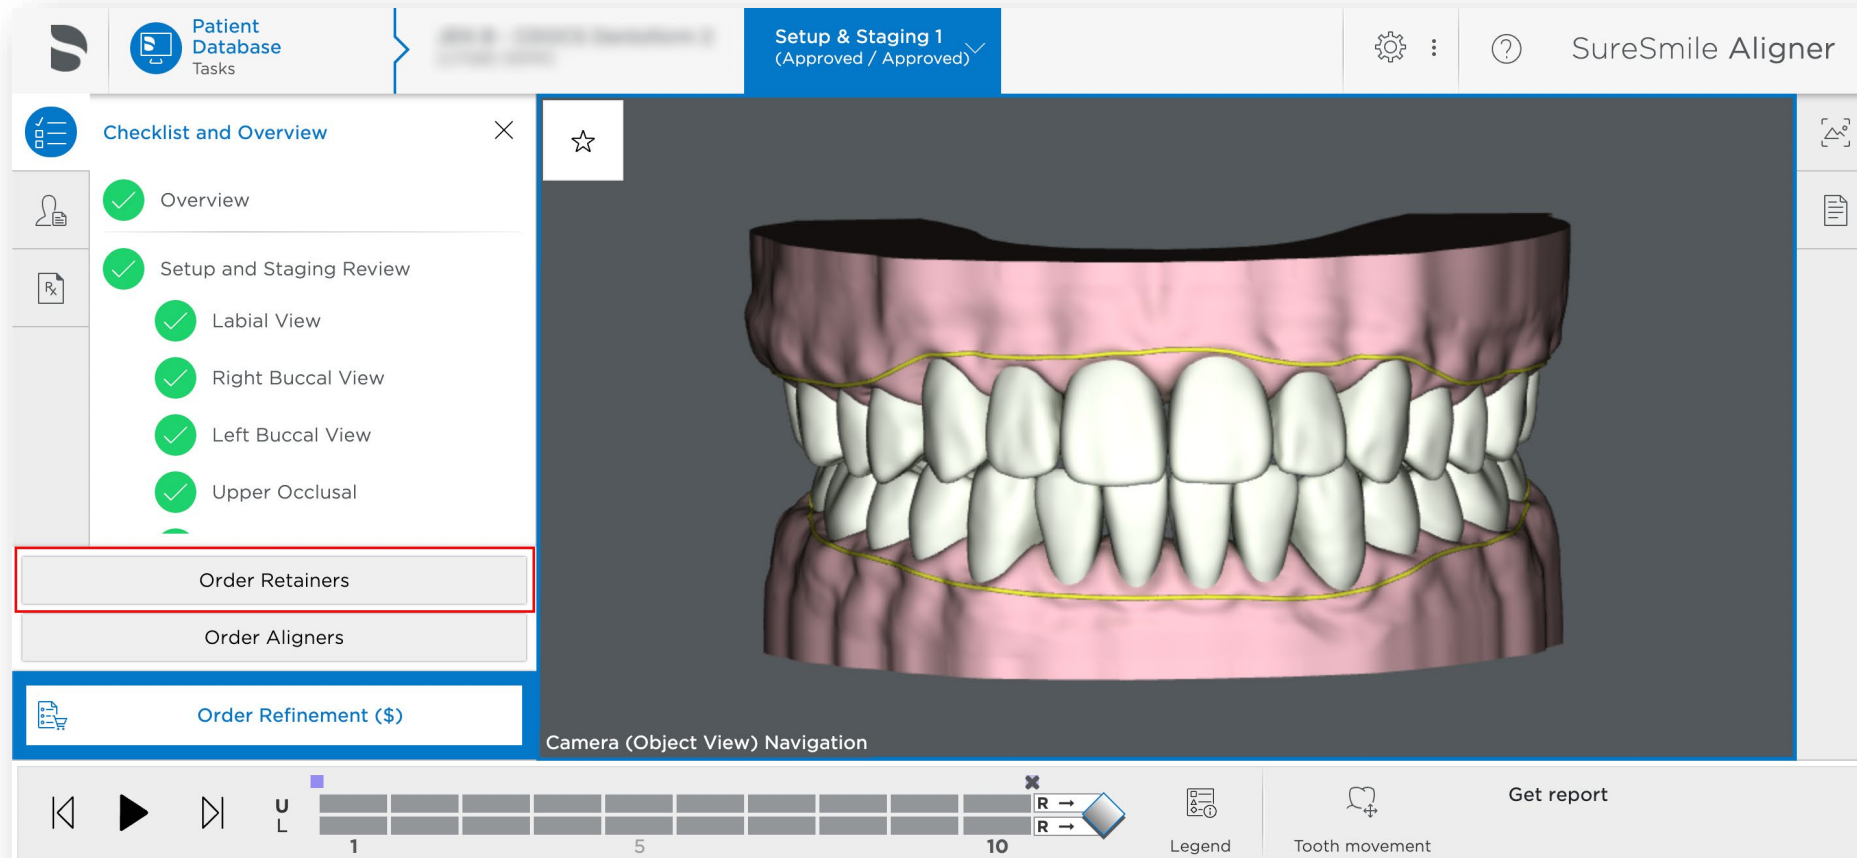 Patient
Database
Tasks
Setup & Staging 1
(Approved / Approved)
SureSmile Aligner
Checklist and Overview
Overview
Setup and Staging Review
Labial View
Right Buccal View
Left Buccal View
Upper Occlusal
Order Retainers
Order Aligners
Order Refinement ($)
Camera (Object View) Navigation
U
L
R →
R →
1
5
10
Legend
Tooth movement
Get report